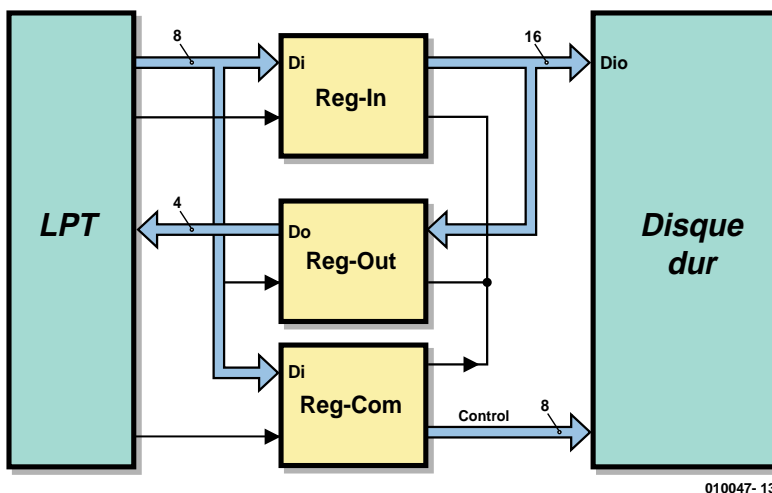 8
16
Di
Dio
Reg-In
LPT
4
Do
Reg-Out
Disque
dur
Di
Reg-Com
Control
8
010047- 13